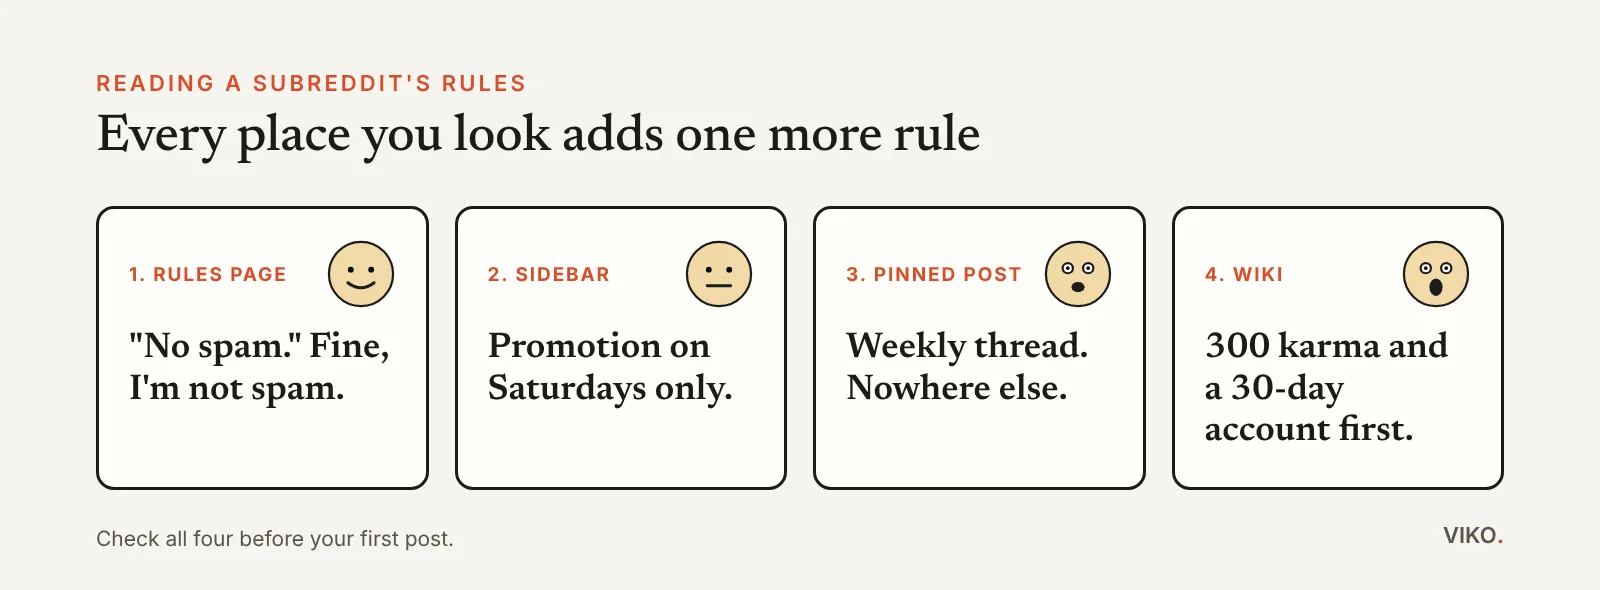 READING A SUBREDDIT'S RULES
Every place you look adds one more rule
1. RULES PAGE
"No spam." Fine,
I'm not spam.
2. SIDEBAR
Promotion on
Saturdays only.
3. PINNED POST
Weekly thread.
Nowhere else.
4. WIKI
300 karma and
a 30-day
account first.
Check all four before your first post.
VIKO.